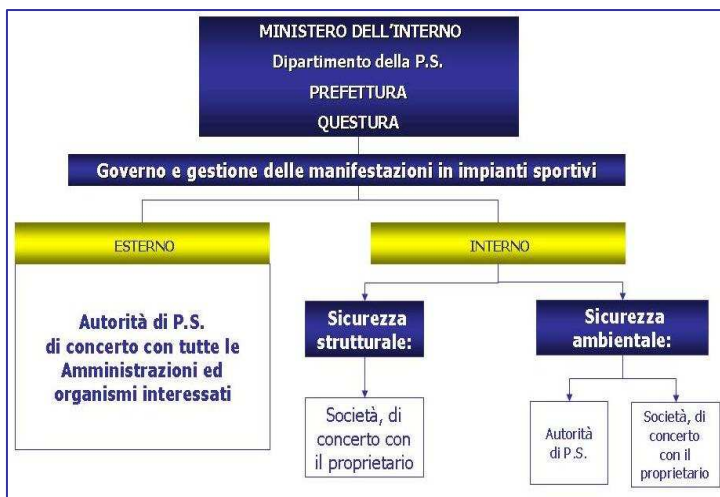 MINISTERO DELL'INTERNO
Dipartimento della P.S.
PREFETTURA
QUESTURA
Governo e gestione delle manifestazioni in impianti sportivi
ESTERNO
INTERNO
Autorità di P.S.
di concerto con tutte le
Amministrazioni ed
organismi interessati
Sicurezza
strutturale:
Sicurezza
ambientale:
Società, di
concerto con
il proprietario
Autorità
di P.S.
Società, di
concerto
con il
proprietario